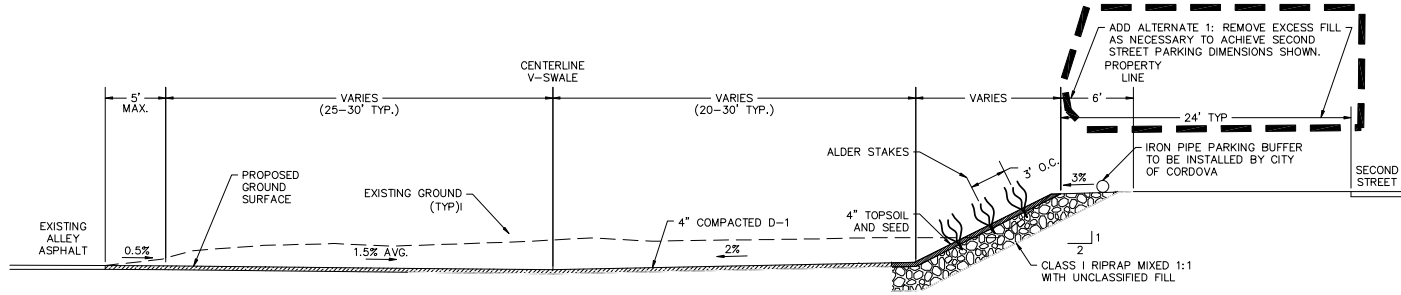 ADD ALTERNATE 1: REMOVE EXCESS FILL
AS NECESSARY TO ACHIEVE SECOND
STREET PARKING DIMENSIONS SHOWN.
PROPERTY
LINE
CENTERLINE
V-SWALE
5'
MAX.
VARIES
(25-30' TYP.)
VARIES
(20-30' TYP.)
VARIES
6'
24' TYP
ALDER STAKES
3' O.C.
IRON PIPE PARKING BUFFER
TO BE INSTALLED BY CITY
OF CORDOVA
3%
SECOND
STREET
PROPOSED
GROUND
SURFACE
EXISTING GROUND
(TYP)I
4" COMPACTED D-1
4" TOPSOIL
AND SEED
EXISTING
ALLEY
ASPHALT
0.5%
1.5% AVG.
2%
1
2
CLASS I RIPRAP MIXED 1:1
WITH UNCLASSIFIED FILL